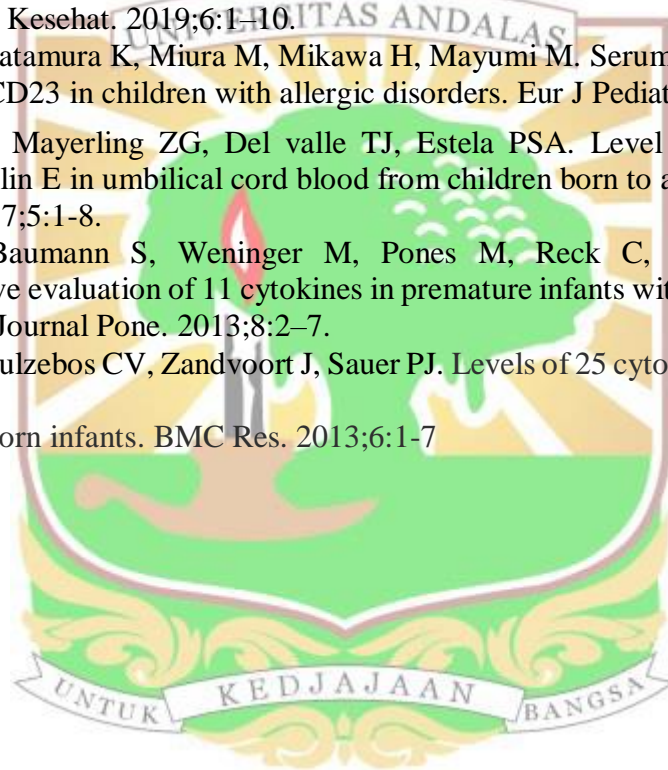 Kesehat. 2019;6:1–10.
UNIVERSITAS ANDALAS
atamura K, Miura M, Mikawa H, Mayumi M. Serum
CD23 in children with allergic disorders. Eur J Pediat
Mayerling ZG, Del valle TJ, Estela PSA. Level
lin E in umbilical cord blood from children born to a
7;5:1-8.
Baumann S, Weninger M, Pones M, Reck C,
ve evaluation of 11 cytokines in premature infants wit
Journal Pone. 2013;8:2–7.
ulzebos CV, Zandvoort J, Sauer PJ. Levels of 25 cyto
orn infants. BMC Res. 2013;6:1-7
UNTUK KEDJAJAAN BANGSA